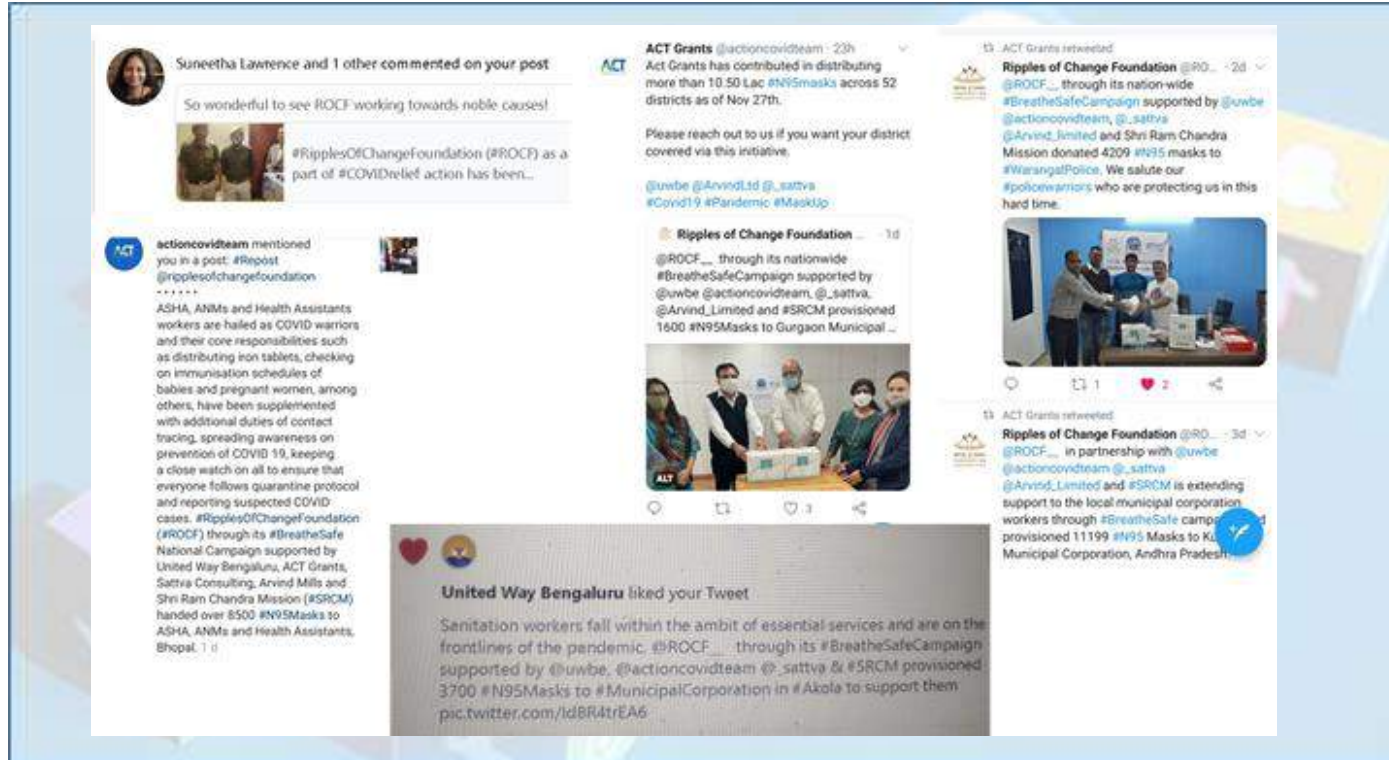 Suneetha Lawrence and 1 other commented on your post
So wonderful to see ROCF working towards noble causes!
#RipplesOfChangeFoundation (#ROCF) as a
part of #COVIDrelief action has been...
ACT
actioncovidteam mentioned
you in a post: #Repost
@ripplesofchangefoundation
• • • • • •
ASHA, ANMs and Health Assistants
workers are hailed as COVID warriors
and their core responsibilities such
as distributing iron tablets, checking
on immunisation schedules of
babies and pregnant women, among
others, have been supplemented
with additional duties of contact
tracing, spreading awareness on
prevention of COVID 19, keeping
a close watch on all to ensure that
everyone follows quarantine protocol
and reporting suspected COVID
cases. #RipplesOfChangeFoundation
(#ROCF) through its #BreatheSafe
National Campaign supported by
United Way Bengaluru, ACT Grants,
Sattva Consulting, Arvind Mills and
Shri Ram Chandra Mission (#SRCM)
handed over 8500 #N95Masks to
ASHA, ANMs and Health Assistants,
Bhopal. 1 d
ACT
ACT Grants @actioncovidteam · 23h
Act Grants has contributed in distributing
more than 10.50 Lac #N95masks across 52
districts as of Nov 27th.
Please reach out to us if you want your district
covered via this initiative.
@uwbe @ArvindLtd @_sattva
#Covid19 #Pandemic #MaskUp
Ripples of Change Foundation ... · 1d
@ROCF__ through its nationwide
#BreatheSafeCampaign supported by
@uwbe @actioncovidteam, @_sattva,
@Arvind_Limited and #SRCM provisioned
1600 #N95Masks to Gurgaon Municipal ...
ALT
3
United Way Bengaluru liked your Tweet
Sanitation workers fall within the ambit of essential services and are on the
frontlines of the pandemic. @ROCF__ through its #BreatheSafeCampaign
supported by @uwbe, @actioncovidteam @_sattva & #SRCM provisioned
3700 #N95Masks to #MunicipalCorporation in #Akola to support them
pic.twitter.com/IdBR4trEA6
ACT Grants retweeted
Ripples of Change Foundation @RO... · 2d
@ROCF__ through its nation-wide
#BreatheSafeCampaign supported by @uwbe
@actioncovidteam, @_sattva
@Arvind_limited and Shri Ram Chandra
Mission donated 4209 #N95 masks to
#WarangalPolice. We salute our
#policewarriors who are protecting us in this
hard time.
1 2
ACT Grants retweeted
Ripples of Change Foundation @RO... · 3d
@ROCF__ in partnership with @uwbe
@actioncovidteam @_sattva
@Arvind_Limited and #SRCM is extending
support to the local municipal corporation
workers through #BreatheSafe
provisioned 11199 #N95 Masks to
Municipal Corporation, Andhra Pradesh.